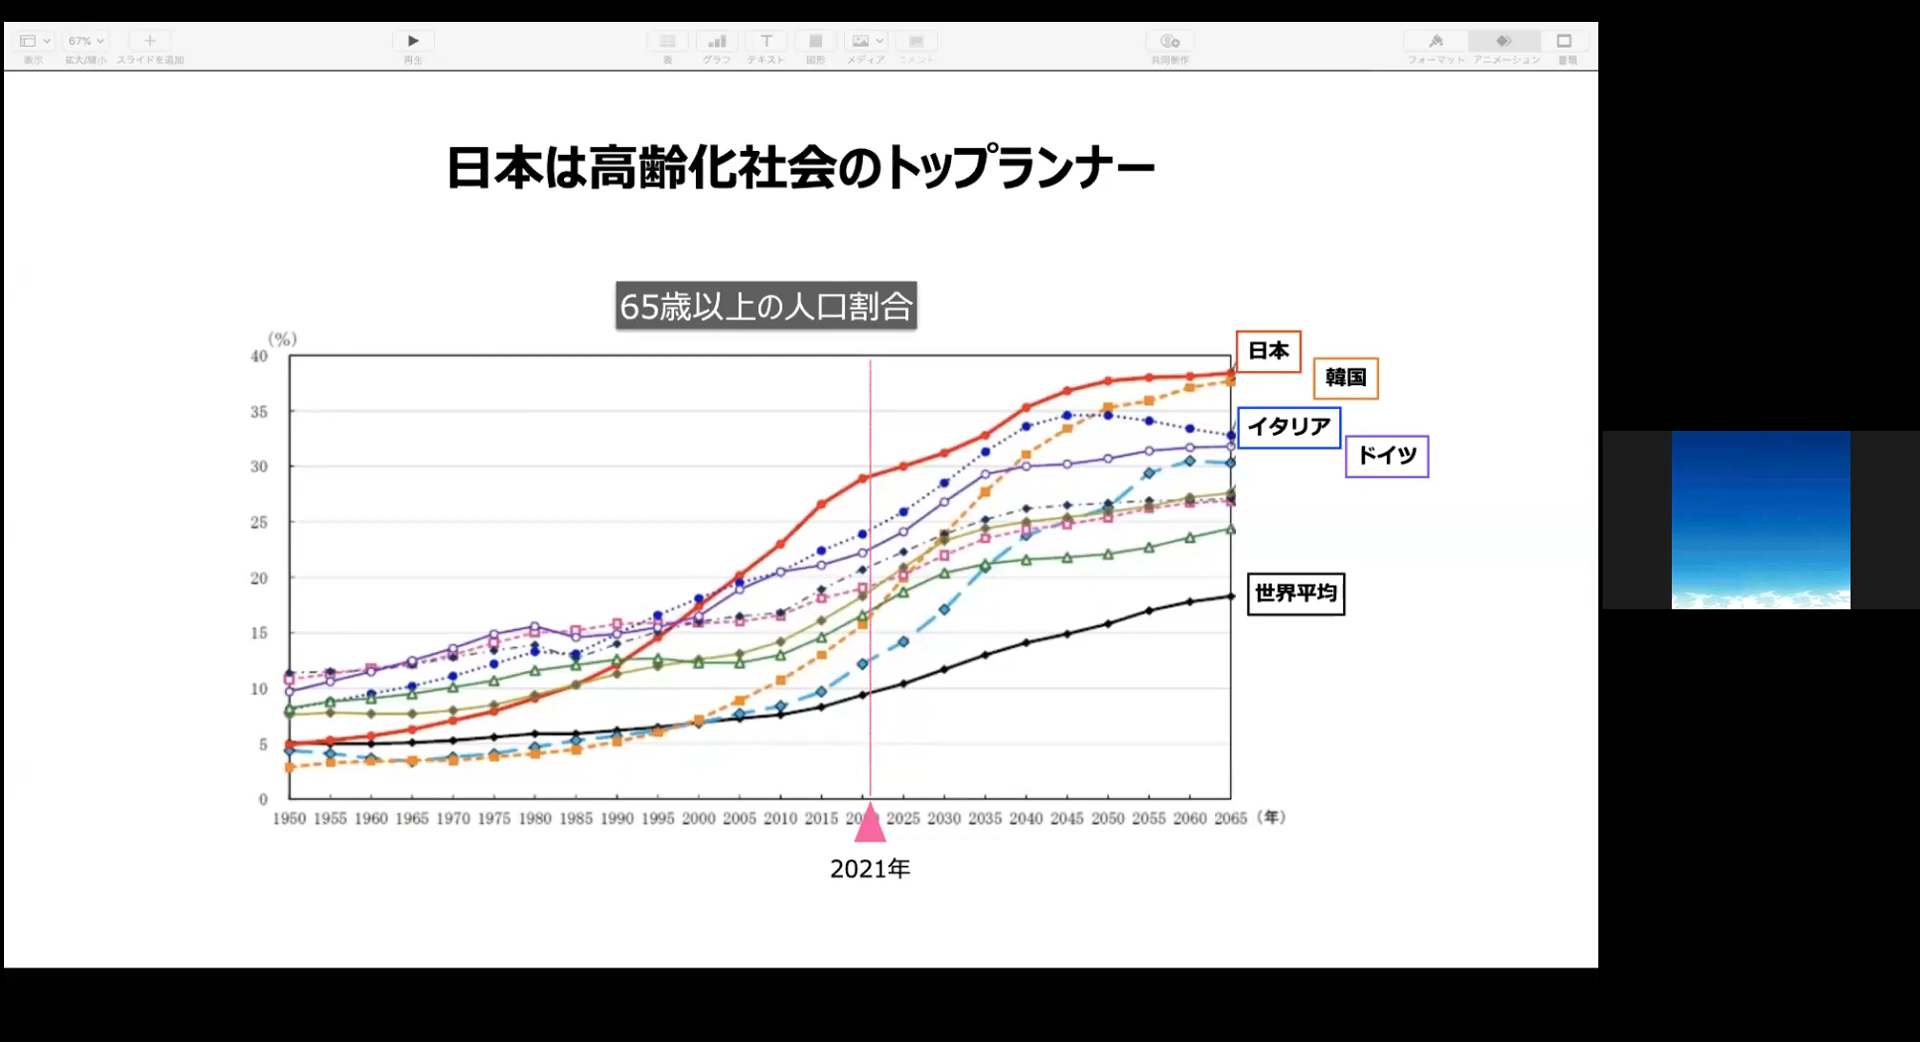 67%
表示
拡大/縮小
スライドを追加
再生
表
グラフ
テキスト
図形
メディア
コメント
共同制作
フォーマット
アニメーション
書類
日本は高齢化社会のトップランナー
65歳以上の人口割合
(%)
40
35
30
25
20
15
10
5
0
日本
韓国
イタリア
ドイツ
世界平均
1950 1955 1960 1965 1970 1975 1980 1985 1990 1995 2000 2005 2010 2015 2025 2030 2035 2040 2045 2050 2055 2060 2065 (年)
2021年